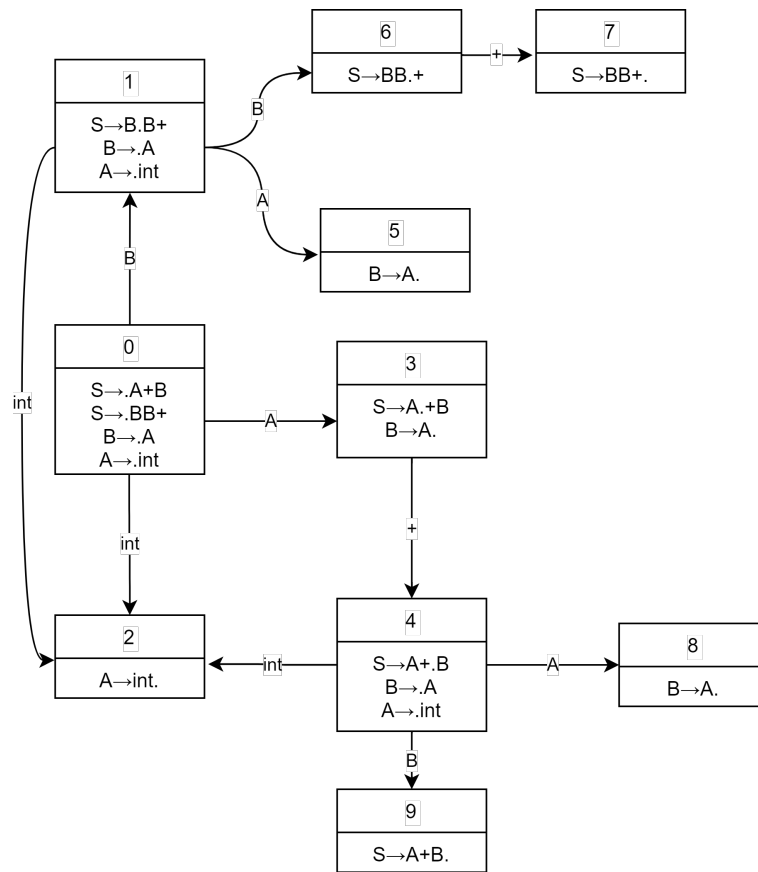 6
S→BB.+
+
7
S→BB+.
1
S→B.B+
B→.A
A→.int
B
A
5
B→A.
B
0
S→.A+B
S→.BB+
B→.A
A→.int
int
A
3
S→A.+B
B→A.
int
+
2
A→int.
int
4
S→A+.B
B→.A
A→.int
A
8
B→A.
B
9
S→A+B.